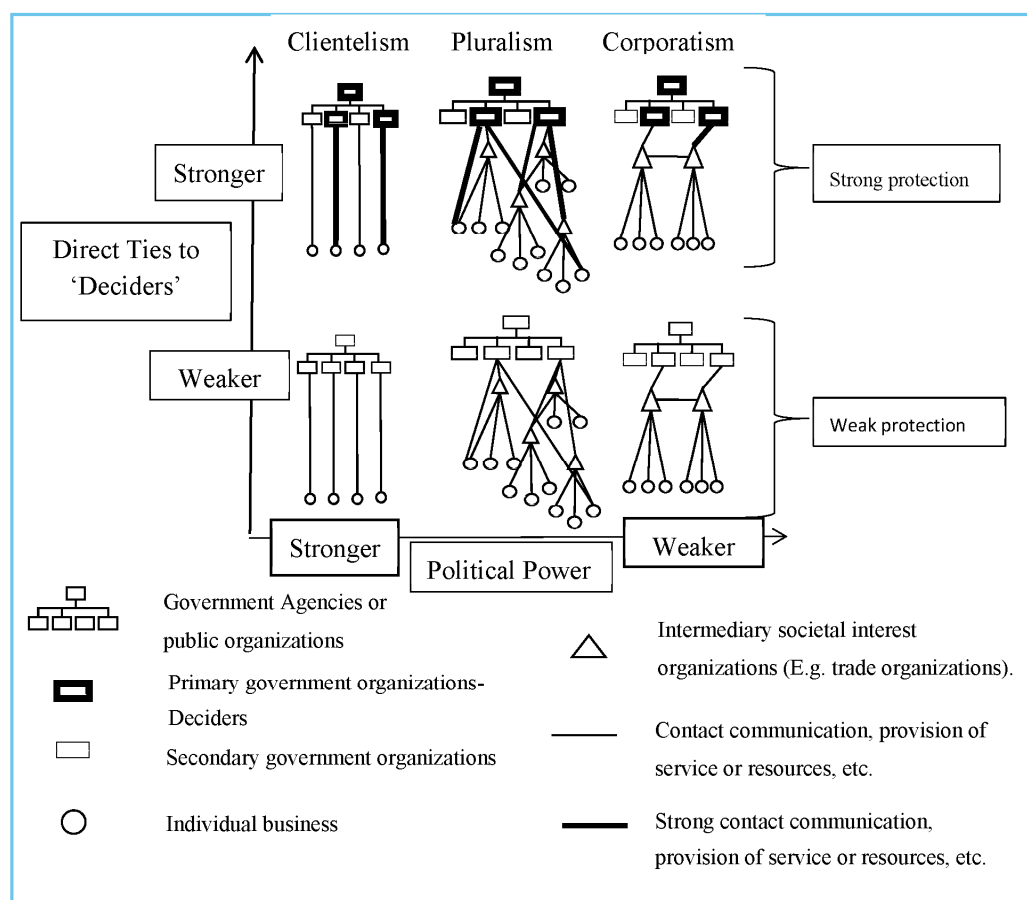 Clientelism Pluralism Corporatism
Stronger
Strong protection
Direct Ties to
‘Deciders’
Weaker
Weak protection
Stronger
Weaker
Political Power
Government Agencies or
public organizations
Primary government organizations-
Deciders
Secondary government organizations
Individual business
Intermediary societal interest
organizations (E.g. trade organizations).
Contact communication, provision of
service or resources, etc.
Strong contact communication,
provision of service or resources, etc.